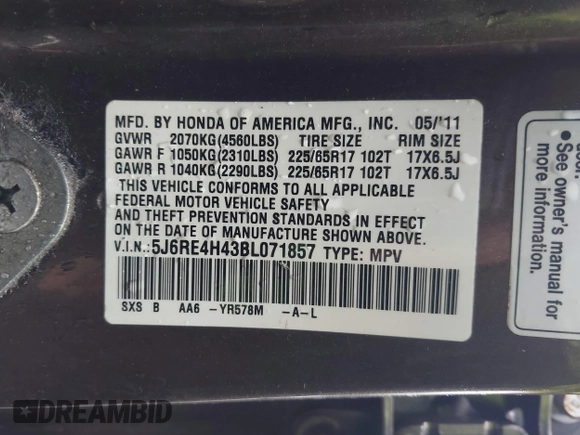 MFD. BY HONDA OF AMERICA MFG., INC. 05/'11
GVWR 2070KG(4560LBS) TIRE SIZE RIM SIZE
GAWR F 1050KG(2310LBS) 225/65R17 102T 17X6.5J
GAWR R 1040KG(2290LBS) 225/65R17 102T 17X6.5J
THIS VEHICLE CONFORMS TO ALL APPLICABLE
FEDERAL MOTOR VEHICLE SAFETY
AND THEFT PREVENTION STANDARDS IN EFFECT
ON THE DATE OF MANUFACTURE SHOWN ABOVE.
V.I.N.: 5J6RE4H43BL071857 TYPE: MPV
SXS B AA6 -YR578M -A-L
• See owner's
manual for
more information.
DREAMBID